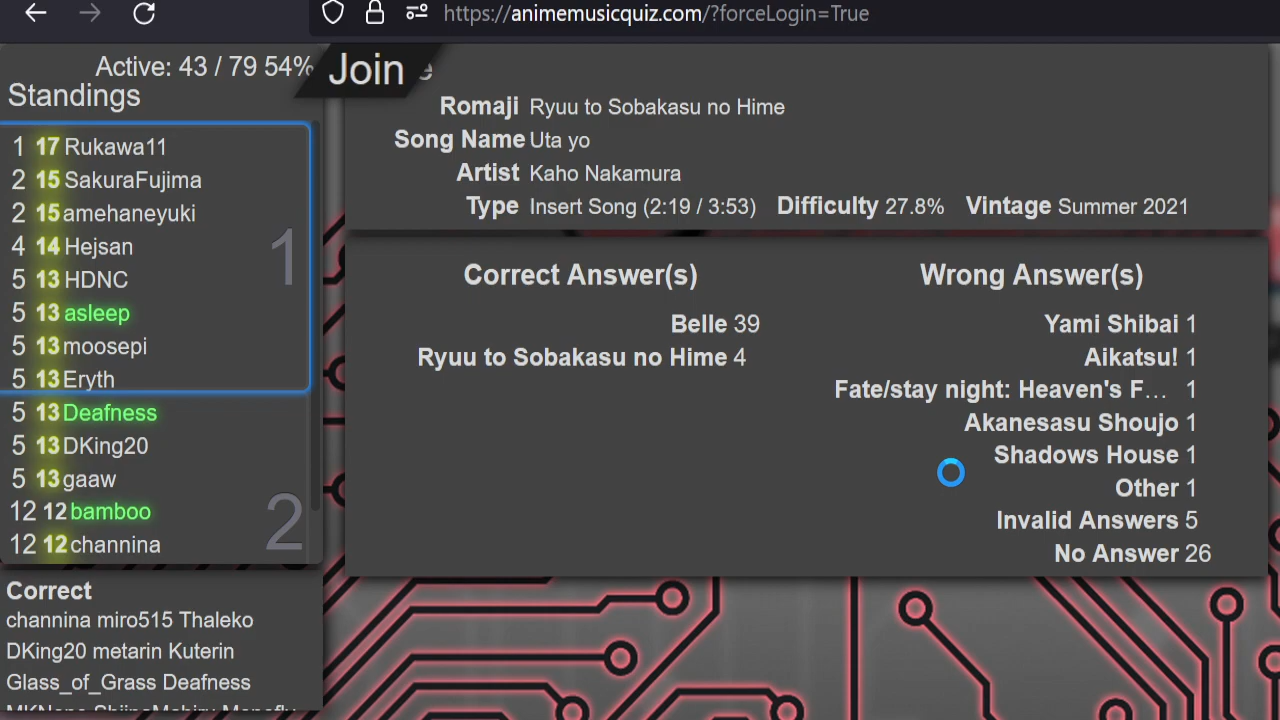 https://animemusicquiz.com/?forceLogin=True
Active: 43 / 79 54%
Join
Standings
1 17 Rukawa11
2 15 SakuraFujima
2 15 amehaneyuki
4 14 Hejsan
5 13 HDNC
5 13 asleep
5 13 moosepi
5 13 Eryth
1
5 13 Deafness
5 13 DKing20
5 13 gaaw
12 12 bamboo
12 12 channina
2
Correct
channina miro515 Thaleko
DKing20 metarin Kuterin
Glass_of_Grass Deafness
Romaji Ryuu to Sobakasu no Hime
Song Name Uta yo
Artist Kaho Nakamura
Type Insert Song (2:19 / 3:53) Difficulty 27.8% Vintage Summer 2021
Correct Answer(s)
Belle 39
Ryuu to Sobakasu no Hime 4
Wrong Answer(s)
Yami Shibai 1
Aikatsu! 1
Fate/stay night: Heaven's F... 1
Akanesasu Shoujo 1
Shadows House 1
Other 1
Invalid Answers 5
No Answer 26